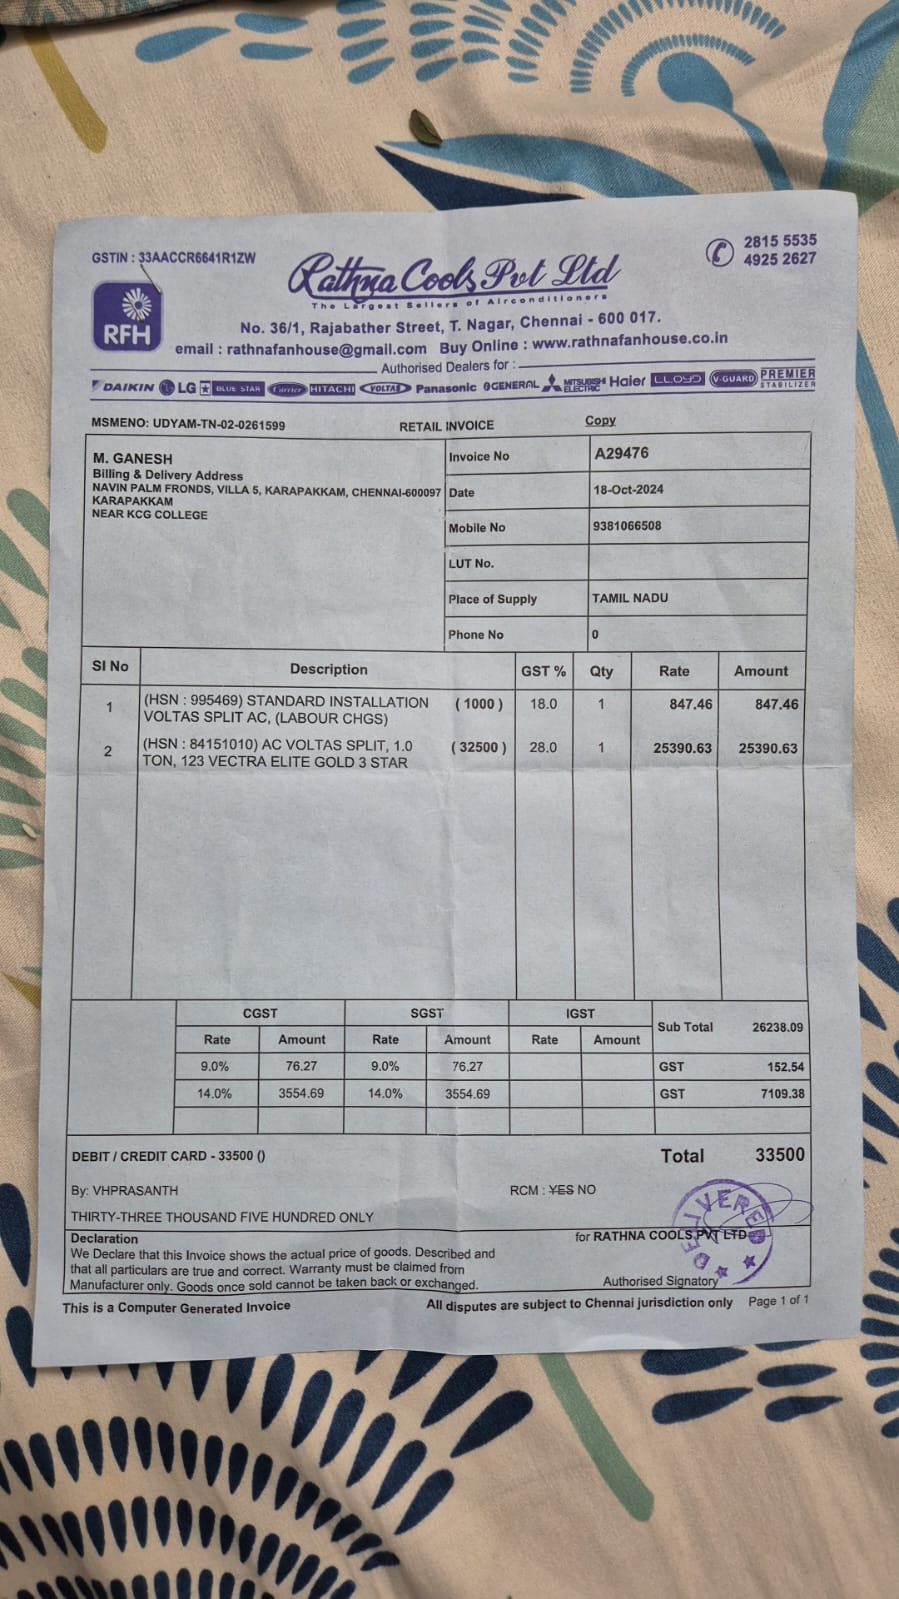 GSTIN : 33AACCR6641R1ZW
2815 5535
4925 2627
RFH
Rathna Cools Pvt Ltd
The Largest Sellers of Airconditioners
No. 36/1, Rajabather Street, T. Nagar, Chennai - 600 017.
email : rathnafanhouse@gmail.com Buy Online : www.rathnafanhouse.co.in
Authorised Dealers for :
DAIKIN LG BLUE STAR Carrier HITACHI VOLTAS Panasonic GENERAL MITSUBISHI ELECTRIC Haier LLOYD V-GUARD PREMIER STABILIZER
MSMENO: UDYAM-TN-02-0261599 RETAIL INVOICE Copy
M. GANESH
Billing & Delivery Address
NAVIN PALM FRONDS, VILLA 5, KARAPAKKAM, CHENNAI-600097
KARAPAKKAM
NEAR KCG COLLEGE
Invoice No A29476
Date 18-Oct-2024
Mobile No 9381066508
LUT No.
Place of Supply TAMIL NADU
Phone No 0
SI No Description GST % Qty Rate Amount
1 (HSN : 995469) STANDARD INSTALLATION ( 1000 ) 18.0 1 847.46 847.46
VOLTAS SPLIT AC, (LABOUR CHGS)
2 (HSN : 84151010) AC VOLTAS SPLIT, 1.0 ( 32500 ) 28.0 1 25390.63 25390.63
TON, 123 VECTRA ELITE GOLD 3 STAR
CGST SGST IGST
Rate Amount Rate Amount Rate Amount
Sub Total 26238.09
9.0% 76.27 9.0% 76.27 GST 152.54
14.0% 3554.69 14.0% 3554.69 GST 7109.38
DEBIT / CREDIT CARD - 33500 () Total 33500
By: VHPRASANTH RCM : YES NO
THIRTY-THREE THOUSAND FIVE HUNDRED ONLY
DELIVERED
Declaration
We Declare that this Invoice shows the actual price of goods. Described and
that all particulars are true and correct. Warranty must be claimed from
Manufacturer only. Goods once sold cannot be taken back or exchanged.
for RATHNA COOLS PVT LTD
Authorised Signatory
This is a Computer Generated Invoice All disputes are subject to Chennai jurisdiction only Page 1 of 1